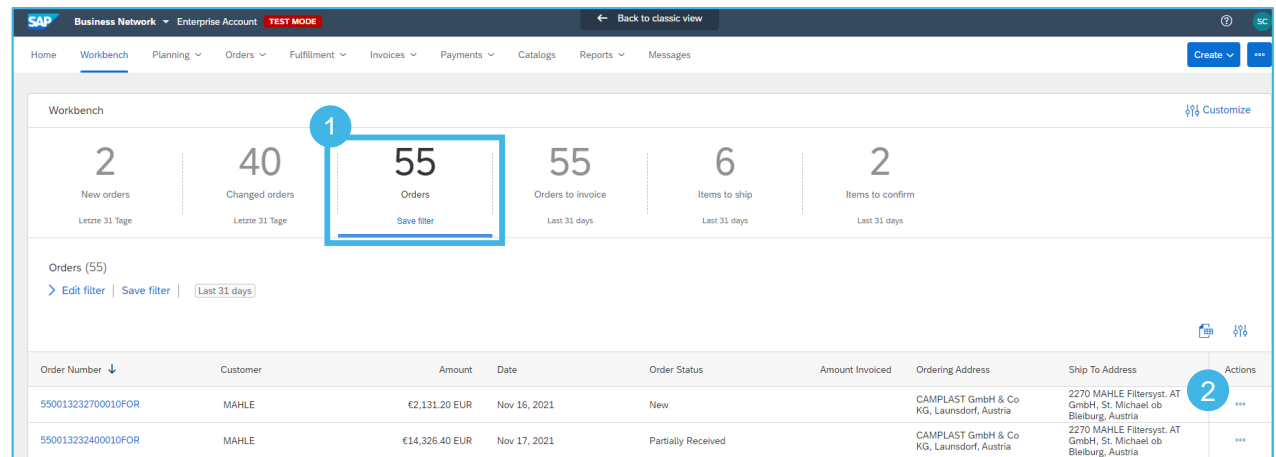 SAP Business Network Enterprise Account TEST MODE ← Back to classic view SC
Home Workbench Planning Orders Fulfillment Invoices Payments Catalogs Reports Messages Create
Workbench Customize
1
2 40 55 55 6 2
New orders Changed orders Orders Orders to invoice Items to ship Items to confirm
Letzte 31 Tage Letzte 31 Tage Save filter Last 31 days Last 31 days Last 31 days
Orders (55)
Edit filter | Save filter | Last 31 days
Order Number ↓ Customer Amount Date Order Status Amount Invoiced Ordering Address Ship To Address Actions
2
550013232700010FOR MAHLE €2,131.20 EUR Nov 16, 2021 New CAMPLAST GmbH & Co KG, Launsdorf, Austria 2270 MAHLE Filtersyst. AT GmbH, St. Michael ob Bleiburg, Austria
550013232400010FOR MAHLE €14,326.40 EUR Nov 17, 2021 Partially Received CAMPLAST GmbH & Co KG, Launsdorf, Austria 2270 MAHLE Filtersyst. AT GmbH, St. Michael ob Bleiburg, Austria